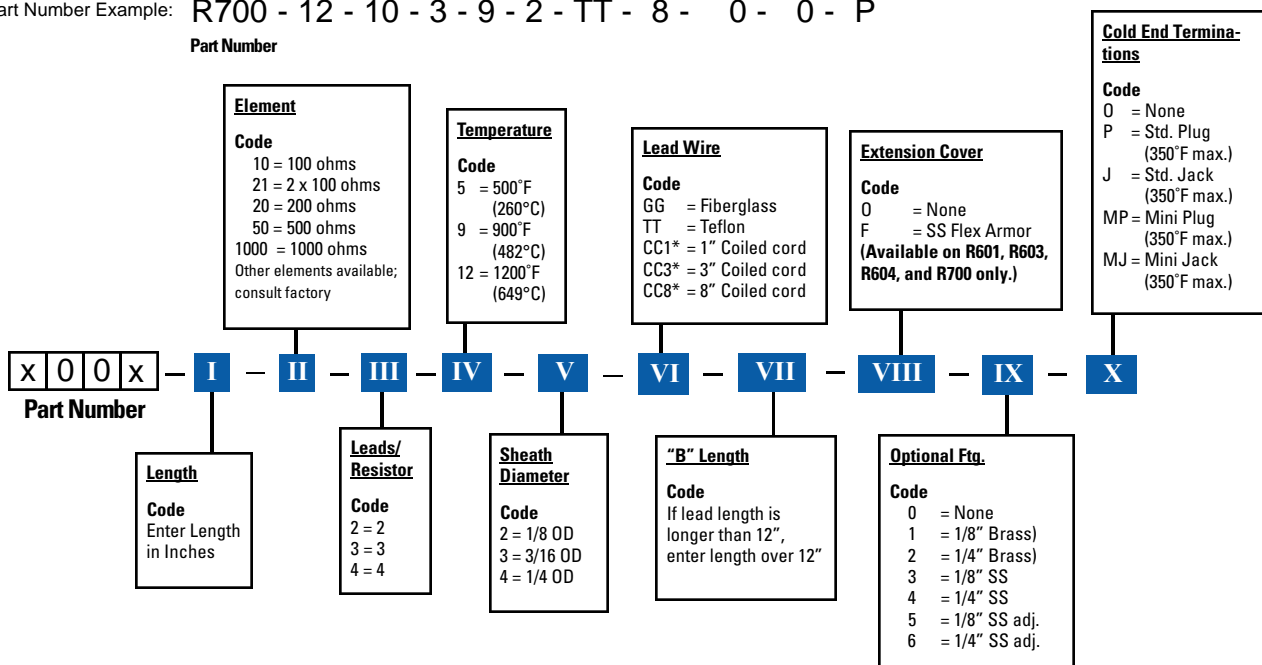 art Number Example: R700 - 12 - 10 - 3 - 9 - 2 - TT - 8 - 0 - 0 - P
Part Number
Element
Code
10 = 100 ohms
21 = 2 x 100 ohms
20 = 200 ohms
50 = 500 ohms
1000 = 1000 ohms
Other elements available;
consult factory
Temperature
Code
5 = 500˚F
(260°C)
9 = 900˚F
(482°C)
12 = 1200˚F
(649°C)
Lead Wire
Code
GG = Fiberglass
TT = Teflon
CC1* = 1” Coiled cord
CC3* = 3” Coiled cord
CC8* = 8” Coiled cord
Extension Cover
Code
0 = None
F = SS Flex Armor
(Available on R601, R603,
R604, and R700 only.)
Cold End Termina-
tions
Code
0 = None
P = Std. Plug
(350˚F max.)
J = Std. Jack
(350˚F max.)
MP = Mini Plug
(350˚F max.)
MJ = Mini Jack
(350˚F max.)
x 0 0 x – I – II – III – IV – V – VI – VII – VIII – IX – X
Part Number
Length
Code
Enter Length
in Inches
Leads/
Resistor
Code
2 = 2
3 = 3
4 = 4
Sheath
Diameter
Code
2 = 1/8 OD
3 = 3/16 OD
4 = 1/4 OD
“B” Length
Code
If lead length is
longer than 12”,
enter length over 12”
Optional Ftg.
Code
0 = None
1 = 1/8” Brass)
2 = 1/4” Brass)
3 = 1/8” SS
4 = 1/4” SS
5 = 1/8” SS adj.
6 = 1/4” SS adj.